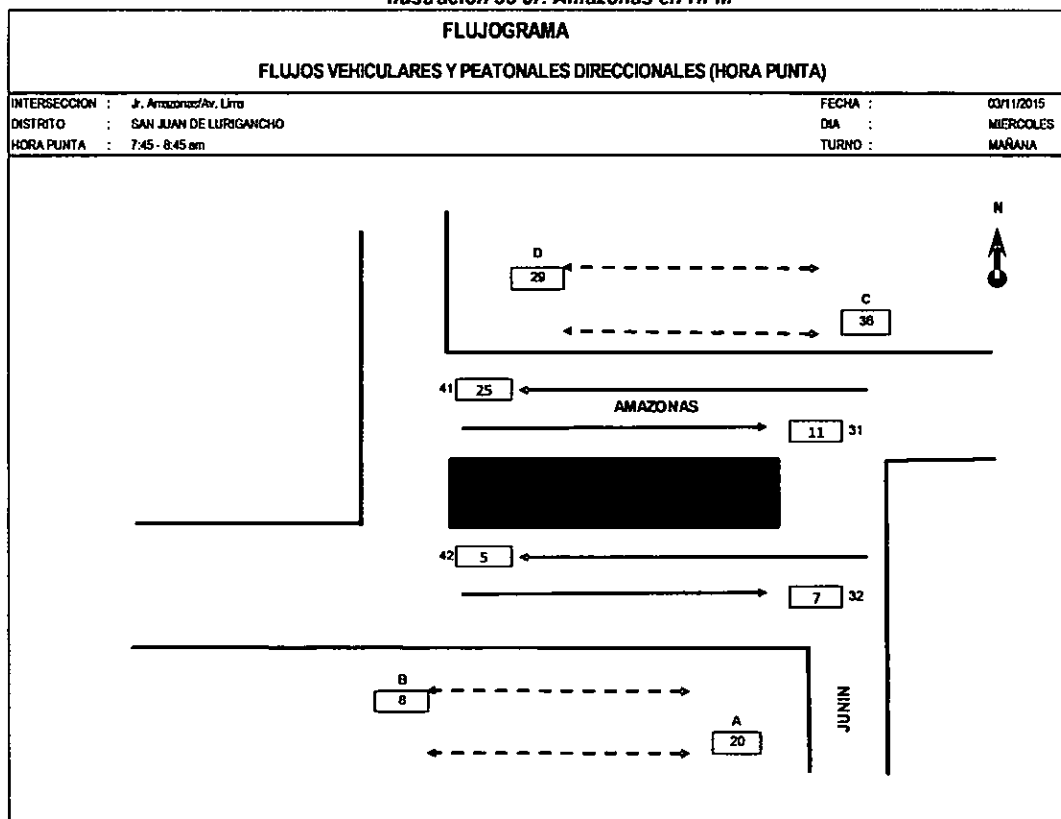 FLUJOGRAMA
FLUJOS VEHICULARES Y PEATONALES DIRECCIONALES (HORA PUNTA)
INTERSECCION : Jr. Amazonas/Av. Lima FECHA : 03/11/2015
DISTRITO : SAN JUAN DE LURIGANCHO DIA : MIERCOLES
HORA PUNTA : 7:45 - 8:45 am TURNO : MAÑANA
N
D
29
C
36
41 25
AMAZONAS
11 31
42 5
7 32
B
8
A
20
JUNIN